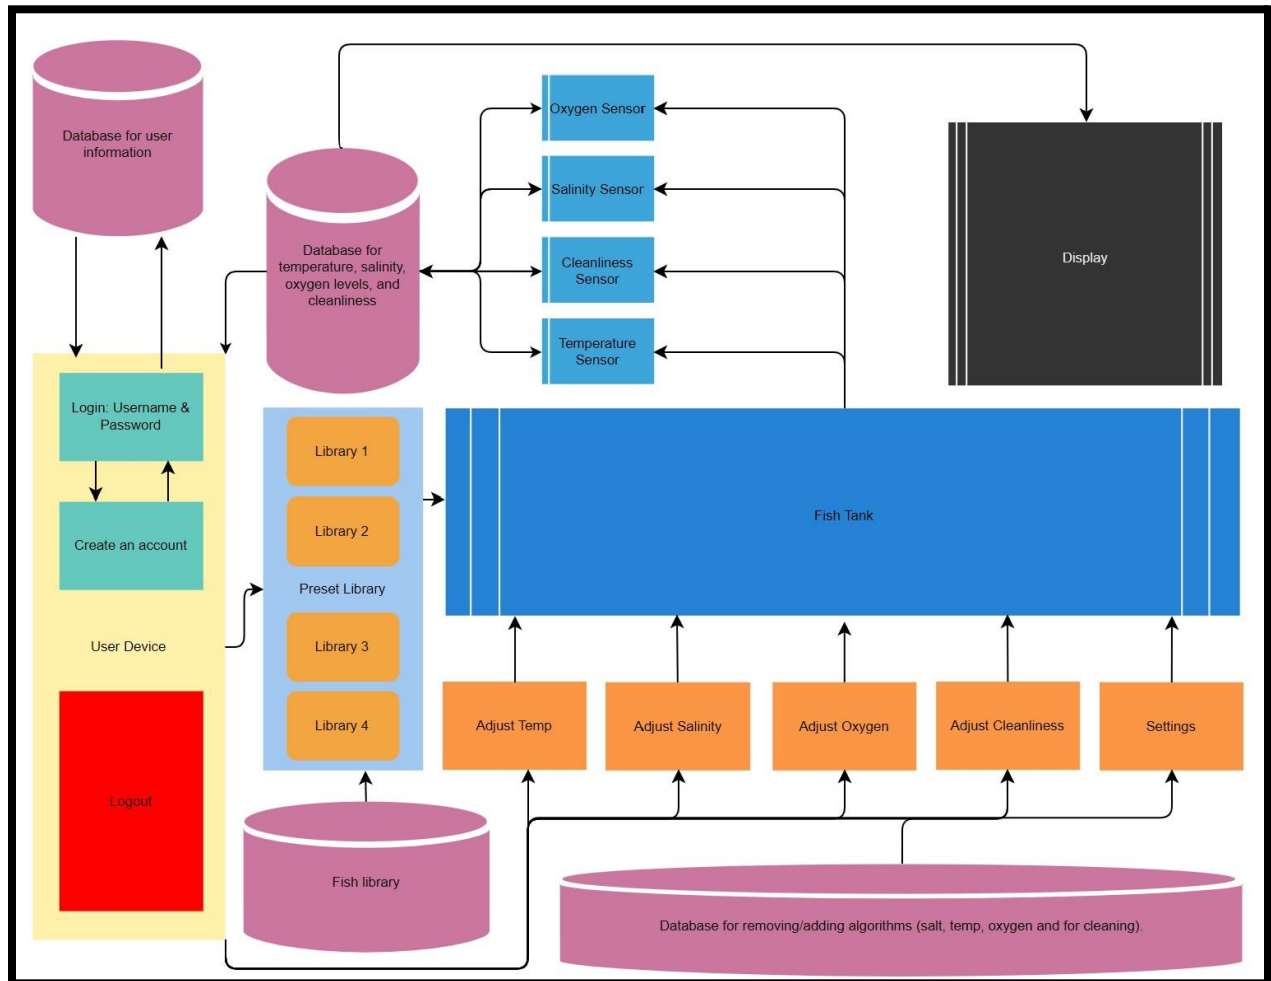 Database for user
information
Oxygen Sensor
Salinity Sensor
Database for
temperature, salinity,
oxygen levels, and
cleanliness
Cleanliness
Sensor
Temperature
Sensor
Display
Login: Username &
Password
Create an account
User Device
Logout
Library 1
Library 2
Preset Library
Library 3
Library 4
Fish Tank
Adjust Temp
Adjust Salinity
Adjust Oxygen
Adjust Cleanliness
Settings
Fish library
Database for removing/adding algorithms (salt, temp, oxygen and for cleaning).